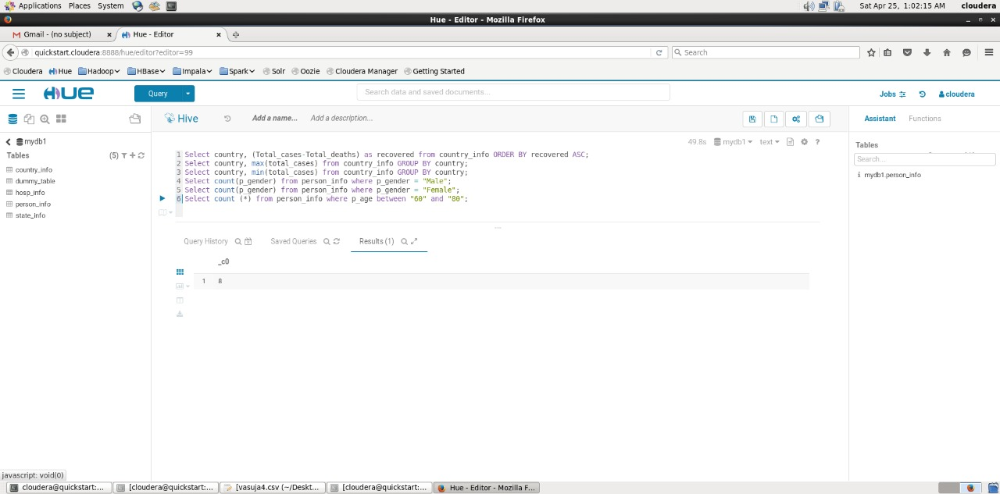 Applications Places System Sat Apr 25, 1:02:15 AM cloudera
Hue - Editor - Mozilla Firefox
Gmail - (no subject) × Hue - Editor ×
quickstart.cloudera:8888/hue/editor?editor=99 Search
Cloudera Hue Hadoop HBase Impala Spark Solr Oozie Cloudera Manager Getting Started
HUE Query Search data and saved documents... Jobs cloudera
Hive Add a name... Add a description... Assistant Functions
mydb1 49.8s mydb1 text ?
Tables (5) Tables
Search...
country_info
dummy_table
hosp_info
person_info
state_info
mydb1.person_info
1 Select country, (Total_cases-Total_deaths) as recovered from country_info ORDER BY recovered ASC;
2 Select country, max(total_cases) from country_info GROUP BY country;
3 Select country, min(total_cases) from country_info GROUP BY country;
4 Select count(p_gender) from person_info where p_gender = "Male";
5 Select count(p_gender) from person_info where p_gender = "Female";
6 Select count (*) from person_info where p_age between "60" and "80";
Query History Saved Queries Results (1)
_c0
1 8
javascript: void(0)
cloudera@quickstart:... [cloudera@quickstart:... [vasuja4.csv (~/Deskt... [cloudera@quickstart:... Hue - Editor - Mozilla F...